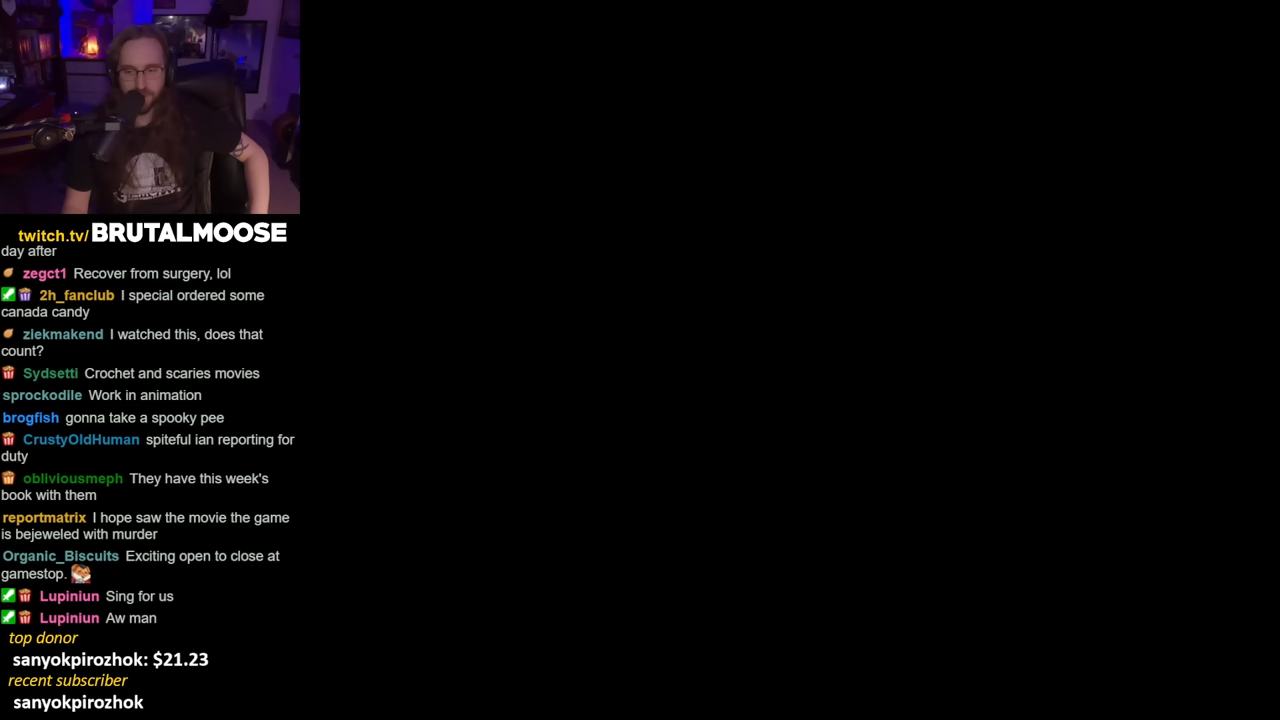 twitch.tv/BRUTALMOOSE
day after
zegct1 Recover from surgery, lol
2h_fanclub I special ordered some
canada candy
ziekmakend I watched this, does that
count?
Sydsetti Crochet and scaries movies
sprockodile Work in animation
brogfish gonna take a spooky pee
CrustyOldHuman spiteful ian reporting for
duty
obliviousmeph They have this week's
book with them
reportmatrix I hope saw the movie the game
is bejeweled with murder
Organic_Biscuits Exciting open to close at
gamestop.
Lupiniun Sing for us
Lupiniun Aw man
top donor
sanyokpirozhok: $21.23
recent subscriber
sanyokpirozhok